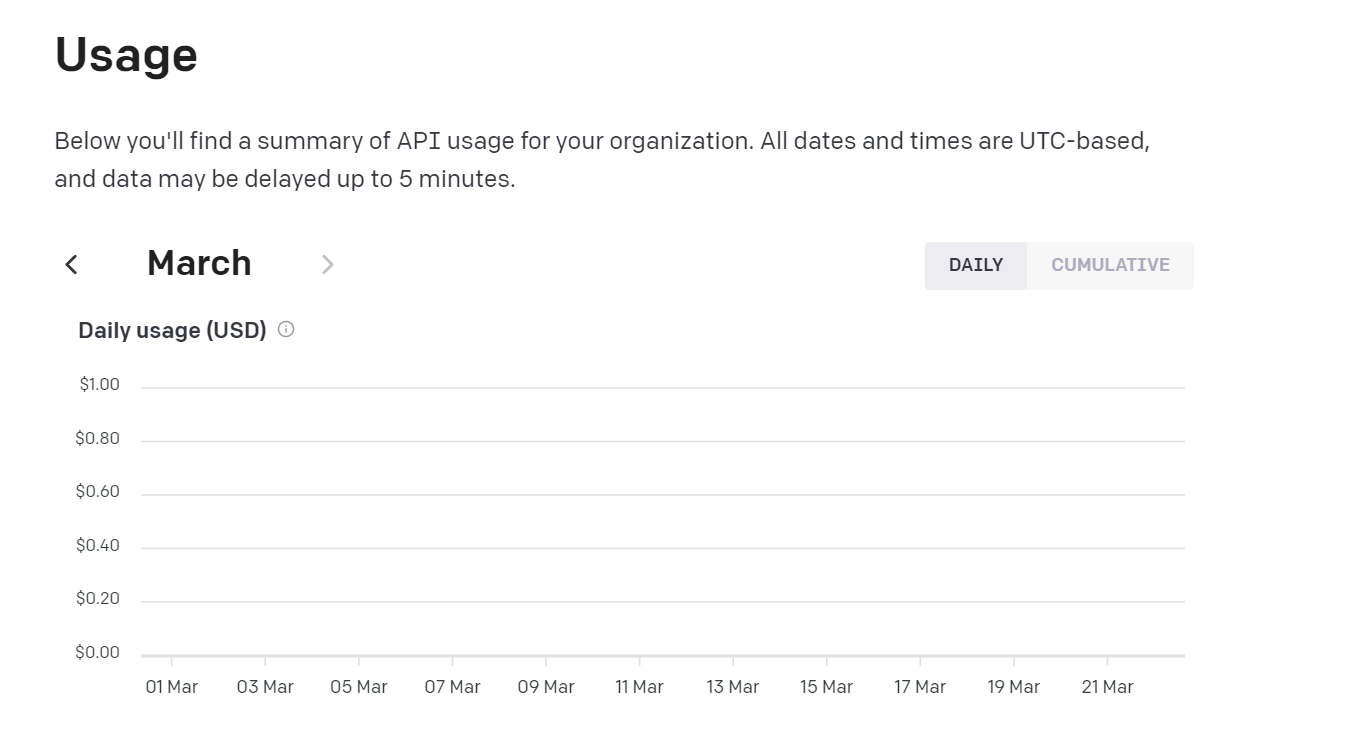 Usage
Below you'll find a summary of API usage for your organization. All dates and times are UTC-based,
and data may be delayed up to 5 minutes.
March
DAILY CUMULATIVE
Daily usage (USD)
$1.00
$0.80
$0.60
$0.40
$0.20
$0.00
01 Mar 03 Mar 05 Mar 07 Mar 09 Mar 11 Mar 13 Mar 15 Mar 17 Mar 19 Mar 21 Mar